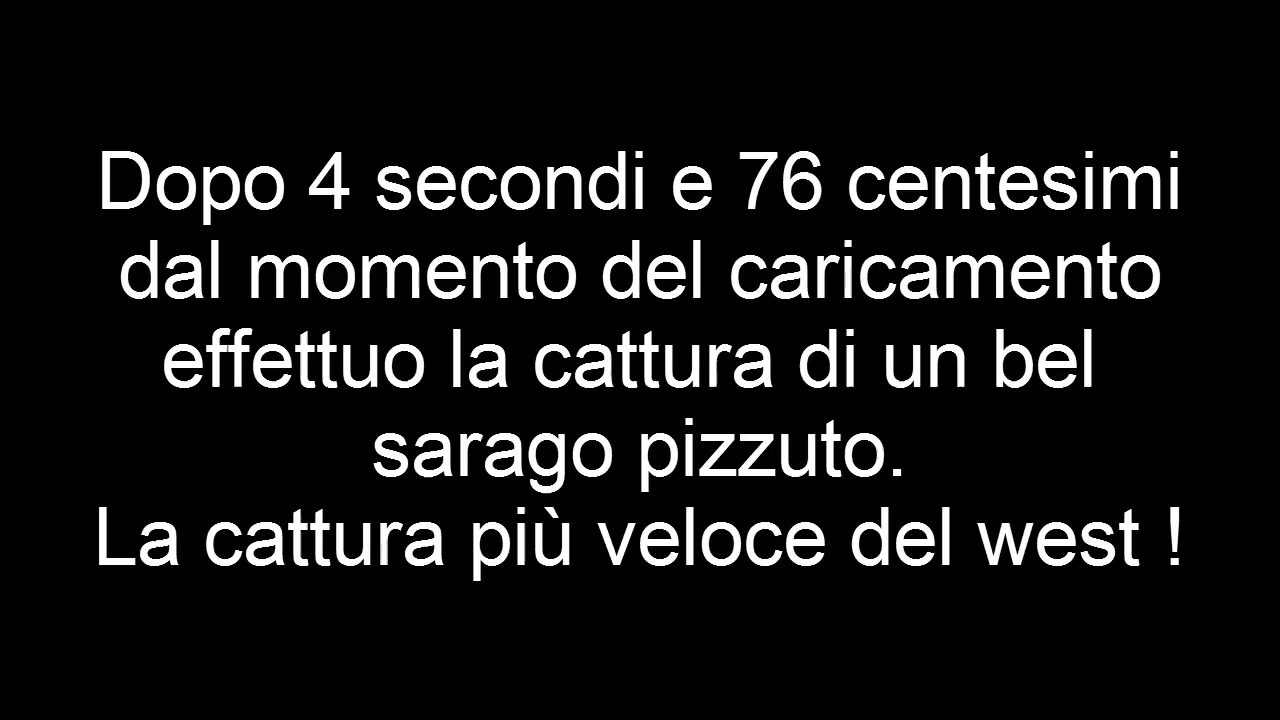 Dopo 4 secondi e 76 centesimi
dal momento del caricamento
effettuo la cattura di un bel
sarago pizzuto.
La cattura più veloce del west !